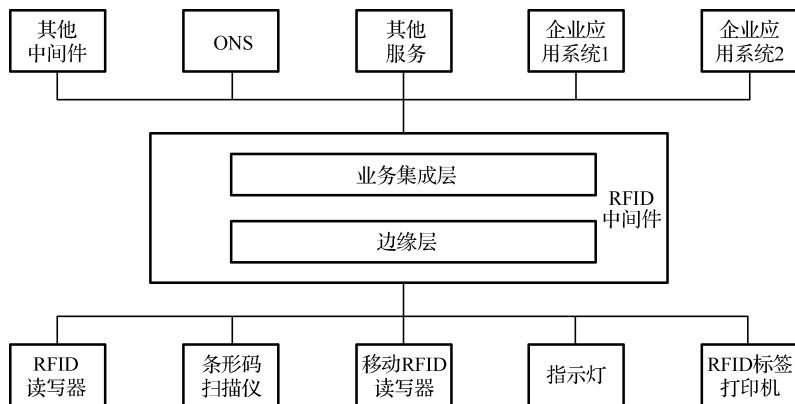 其他
中间件
ONS
其他
服务
企业应
用系统1
企业应
用系统2
业务集成层
RFID
中间件
边缘层
RFID
读写器
条形码
扫描仪
移动RFID
读写器
指示灯
RFID标签
打印机